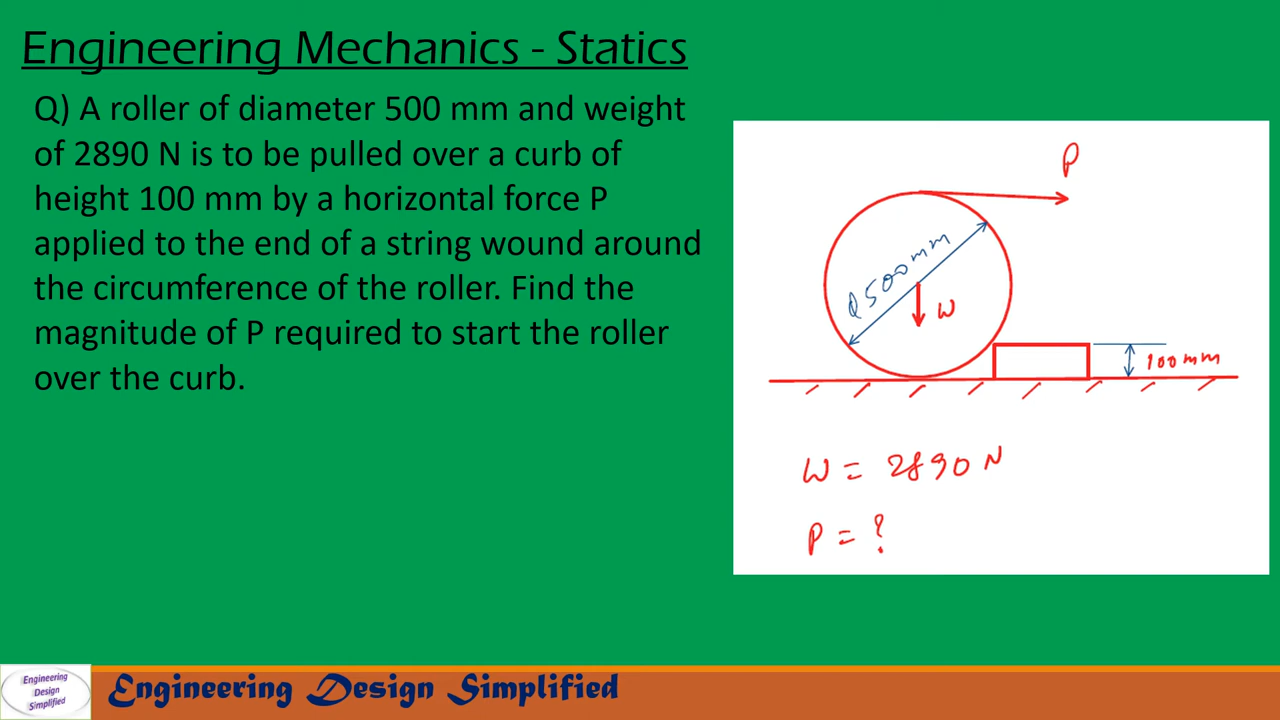 Engineering Mechanics - Statics
Q) A roller of diameter 500 mm and weight
of 2890 N is to be pulled over a curb of
height 100 mm by a horizontal force P
applied to the end of a string wound around
the circumference of the roller. Find the
magnitude of P required to start the roller
over the curb.
P
500mm
W
100mm
W = 2890 N
P = ?
Engineering
Design
Simplified
Engineering Design Simplified